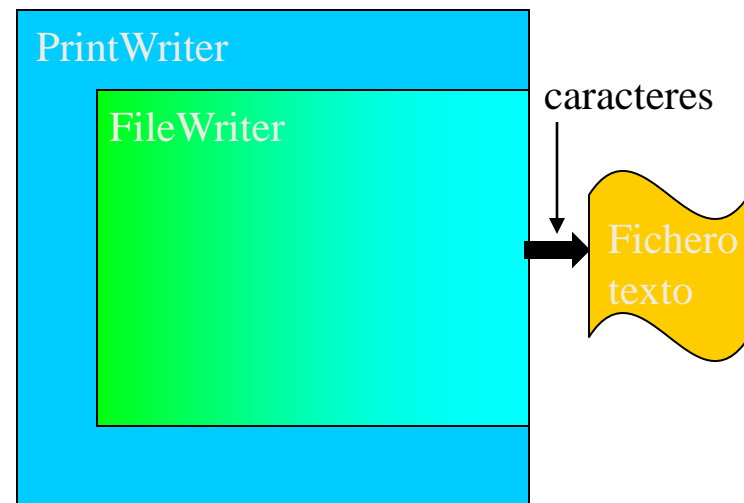 PrintWriter
FileWriter
caracteres
Fichero
texto